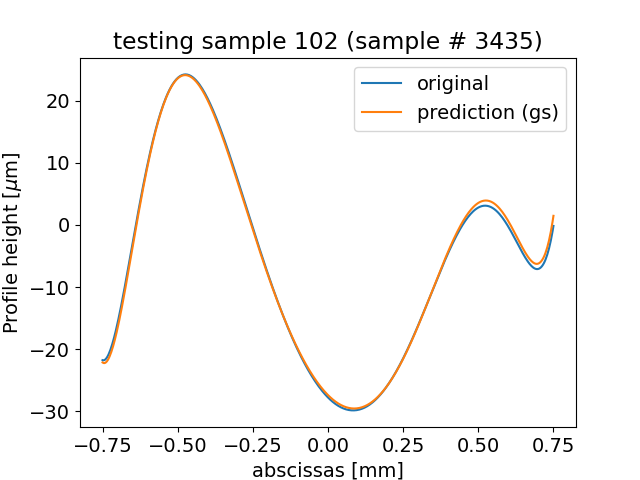 testing sample 102 (sample # 3435)
original
prediction (gs)
Profile height [μm]
20
10
0
−10
−20
−30
−0.75 −0.50 −0.25 0.00 0.25 0.50 0.75
abscissas [mm]